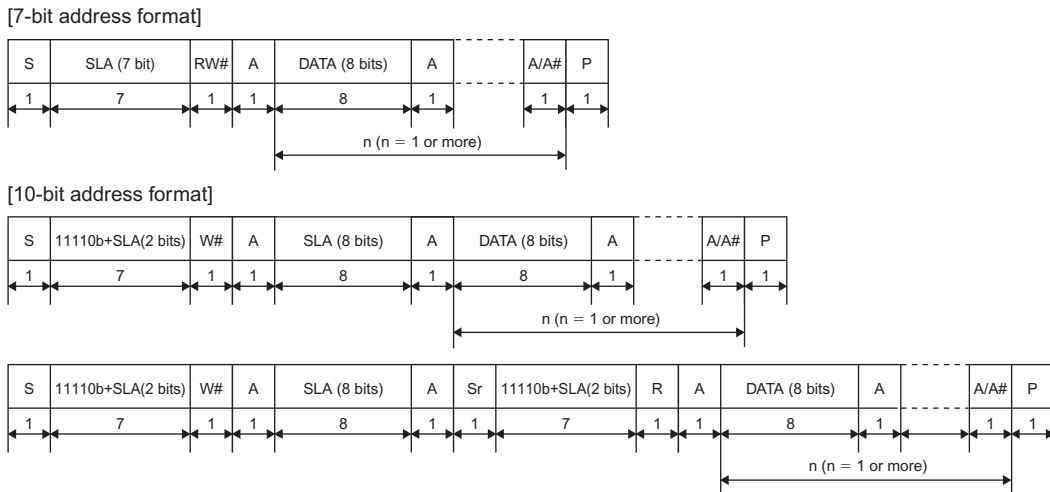 [7-bit address format]
S SLA (7 bit) RW# A DATA (8 bits) A A/A# P
1 7 1 1 8 1 1 1
n (n = 1 or more)
[10-bit address format]
S 11110b+SLA(2 bits) W# A SLA (8 bits) A DATA (8 bits) A A/A# P
1 7 1 1 8 1 8 1 1 1
n (n = 1 or more)
S 11110b+SLA(2 bits) W# A SLA (8 bits) A Sr 11110b+SLA(2 bits) R A DATA (8 bits) A A/A# P
1 7 1 1 8 1 1 7 1 1 8 1 1 1
n (n = 1 or more)